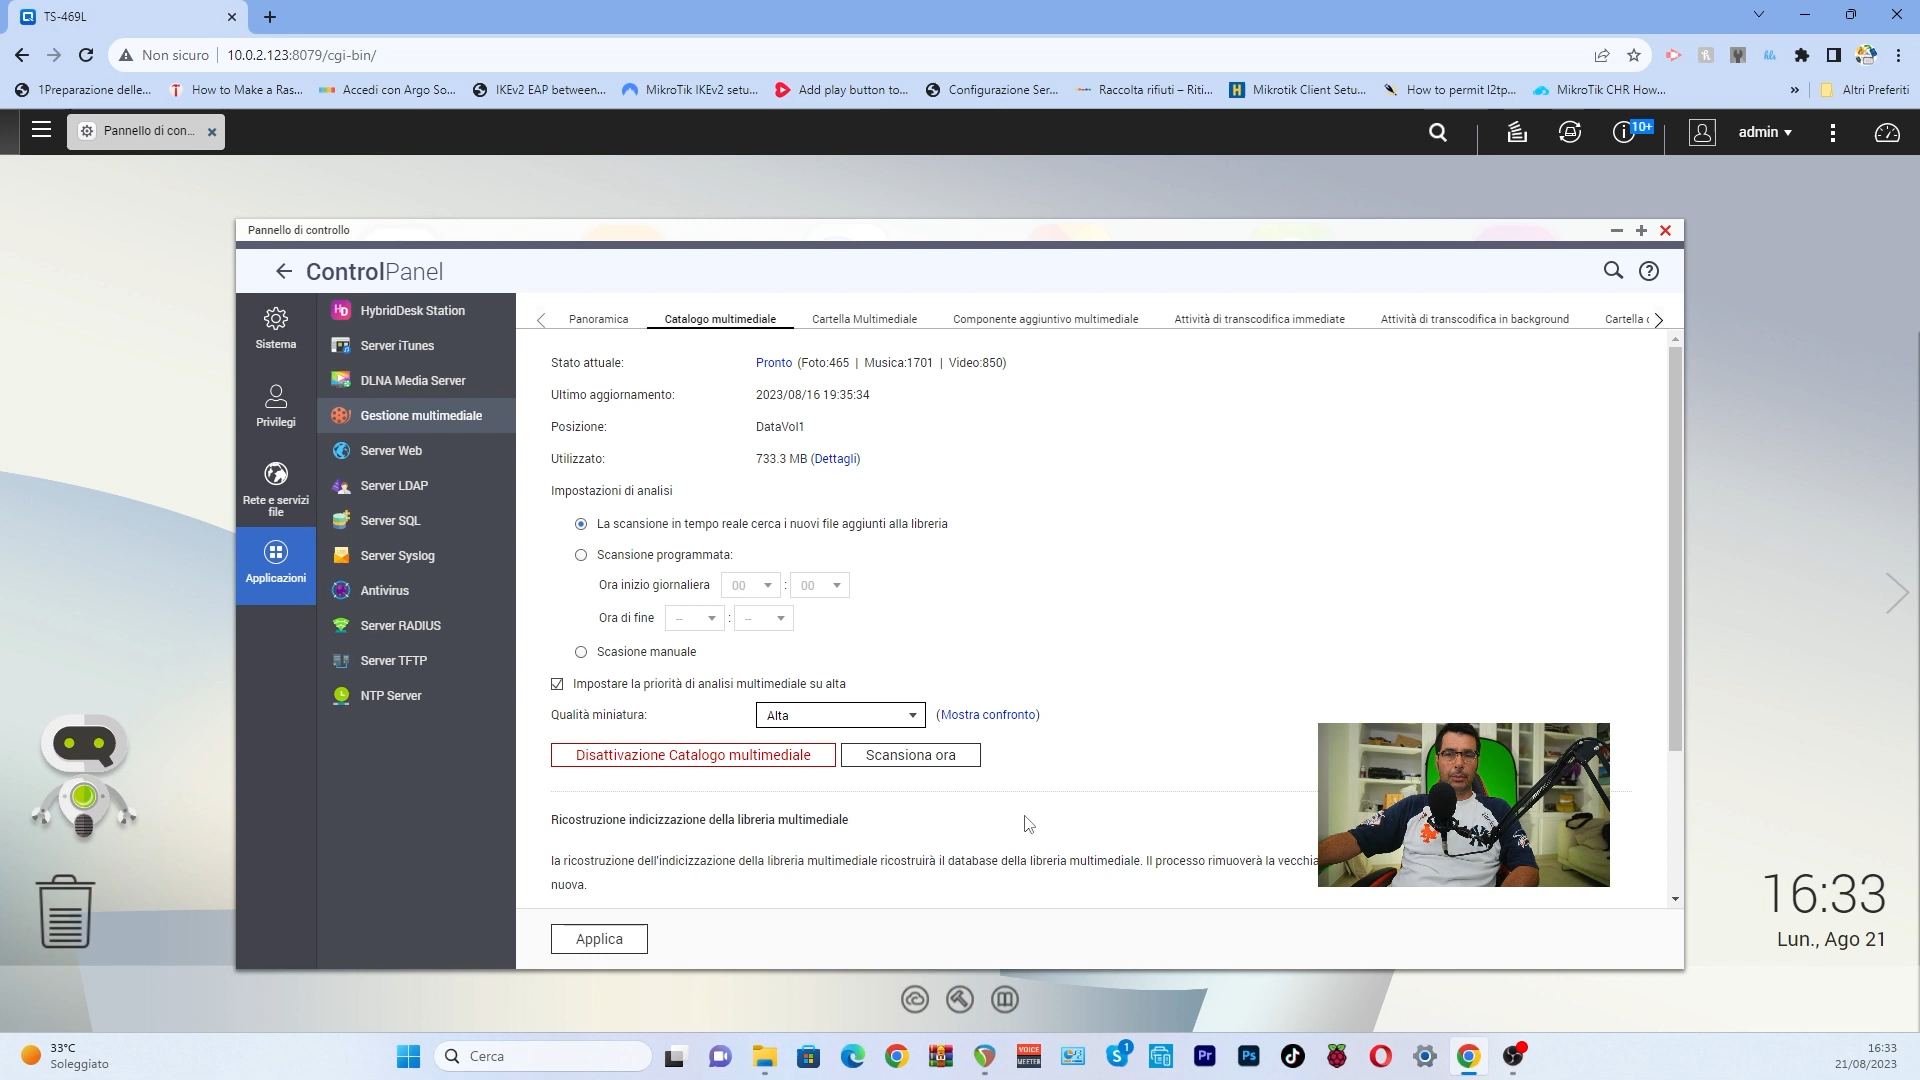 TS-469L
Non sicuro
10.0.2.123:8079/cgi-bin/
1Preparazione delle...
How to Make a Ras...
Accedi con Argo So...
IKEv2 EAP between...
MikroTik IKEv2 setu...
Add play button to...
Configurazione Ser...
Raccolta rifiuti – Riti...
Mikrotik Client Setu...
How to permit l2tp...
MikroTik CHR How...
»
Altri Preferiti
Pannello di con...
10+
admin
Pannello di controllo
ControlPanel
Sistema
Privilegi
Rete e servizi
file
Applicazioni
HybridDesk Station
Server iTunes
DLNA Media Server
Gestione multimediale
Server Web
Server LDAP
Server SQL
Server Syslog
Antivirus
Server RADIUS
Server TFTP
NTP Server
Panoramica
Catalogo multimediale
Cartella Multimediale
Componente aggiuntivo multimediale
Attività di transcodifica immediate
Attività di transcodifica in background
Cartella
Stato attuale:
Pronto (Foto:465 | Musica:1701 | Video:850)
Ultimo aggiornamento:
2023/08/16 19:35:34
Posizione:
DataVol1
Utilizzato:
733.3 MB (Dettagli)
Impostazioni di analisi
La scansione in tempo reale cerca i nuovi file aggiunti alla libreria
Scansione programmata:
Ora inizio giornaliera 00 : 00
Ora di fine -- : --
Scasione manuale
Impostare la priorità di analisi multimediale su alta
Qualità miniatura:
Alta
(Mostra confronto)
Disattivazione Catalogo multimediale
Scansiona ora
Ricostruzione indicizzazione della libreria multimediale
la ricostruzione dell'indicizzazione della libreria multimediale ricostruirà il database della libreria multimediale. Il processo rimuoverà la vecchia
nuova.
Applica
16:33
Lun., Ago 21
33°C
Soleggiato
Cerca
VOICE
MEETER
S
1
Pr
Ps
16:33
21/08/2023